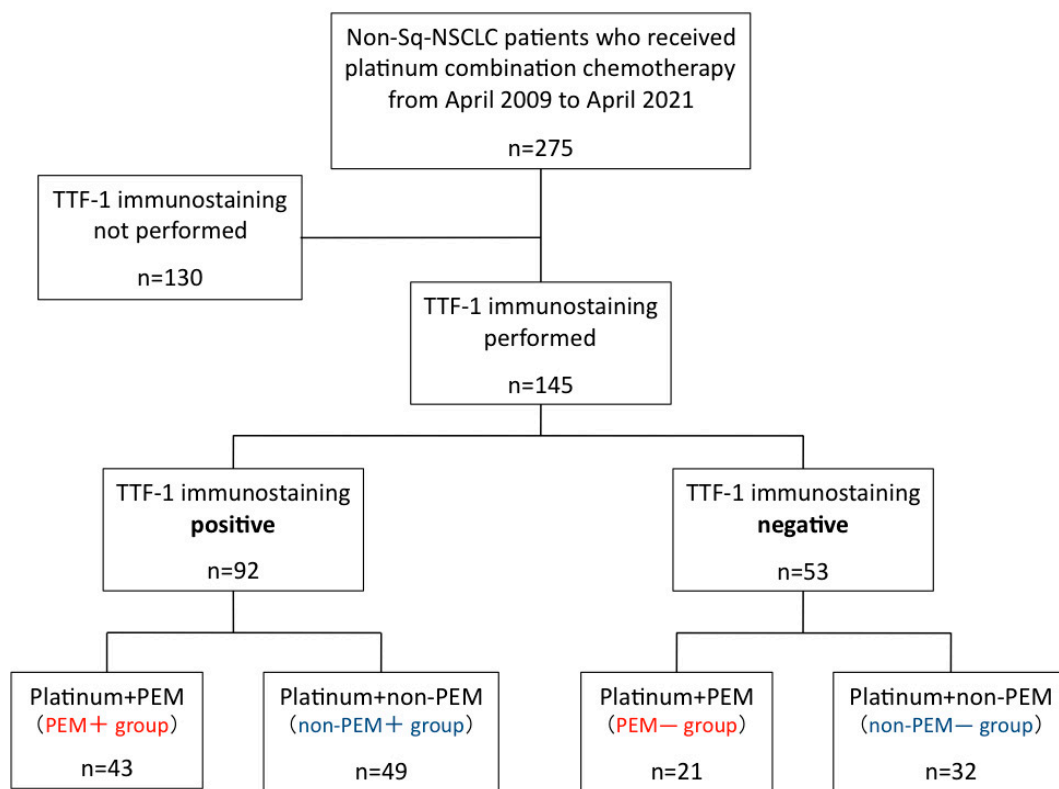 Non-Sq-NSCLC patients who received
platinum combination chemotherapy
from April 2009 to April 2021
n=275
TTF-1 immunostaining
not performed
n=130
TTF-1 immunostaining
performed
n=145
TTF-1 immunostaining
positive
n=92
TTF-1 immunostaining
negative
n=53
Platinum+PEM
(PEM+ group)
n=43
Platinum+non-PEM
(non-PEM+ group)
n=49
Platinum+PEM
(PEM— group)
n=21
Platinum+non-PEM
(non-PEM— group)
n=32